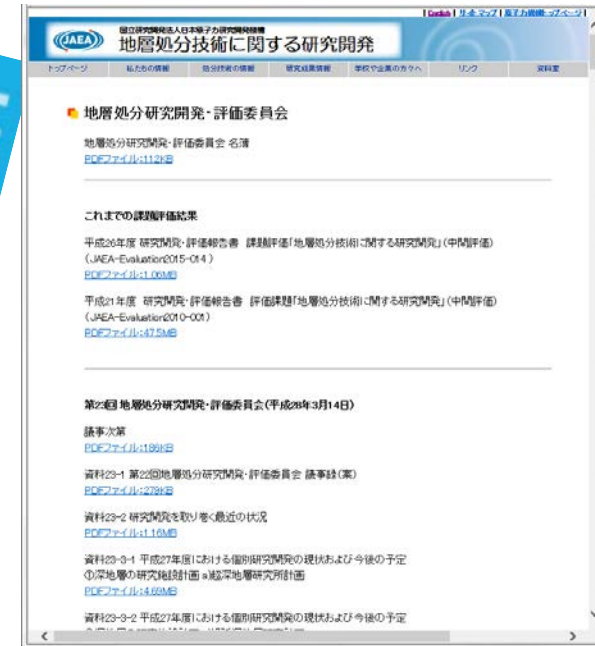 English | サイトマップ | 原子力機構トップページ |
(JAEA)
国立研究開発法人日本原子力研究開発機構
地層処分技術に関する研究開発
トップページ 私たちの情報 処分技術の情報 研究成果情報 学校や企業の方々へ リンク 資料室
地層処分研究開発・評価委員会
地層処分研究開発・評価委員会 名簿
PDFファイル:112KB
これまでの課題評価結果
平成26年度 研究開発・評価報告書 課題評価「地層処分技術に関する研究開発」(中間評価)
(JAEA-Evaluation2015-014 )
PDFファイル:1.06MB
平成21年度 研究開発・評価報告書 評価課題「地層処分技術に関する研究開発」(中間評価)
(JAEA-Evaluation2010-001)
PDFファイル:47.5MB
第23回 地層処分研究開発・評価委員会(平成28年3月14日)
議事次第
PDFファイル:186KB
資料23-1 第22回地層処分研究開発・評価委員会 議事録(案)
PDFファイル:279KB
資料23-2 研究開発を取り巻く最近の状況
PDFファイル:1.16MB
資料23-3-1 平成27年度における個別研究開発の現状および今後の予定
①深地層の研究施設計画 a)超深地層研究所計画
PDFファイル:4.69MB
資料23-3-2 平成27年度における個別研究開発の現状および今後の予定